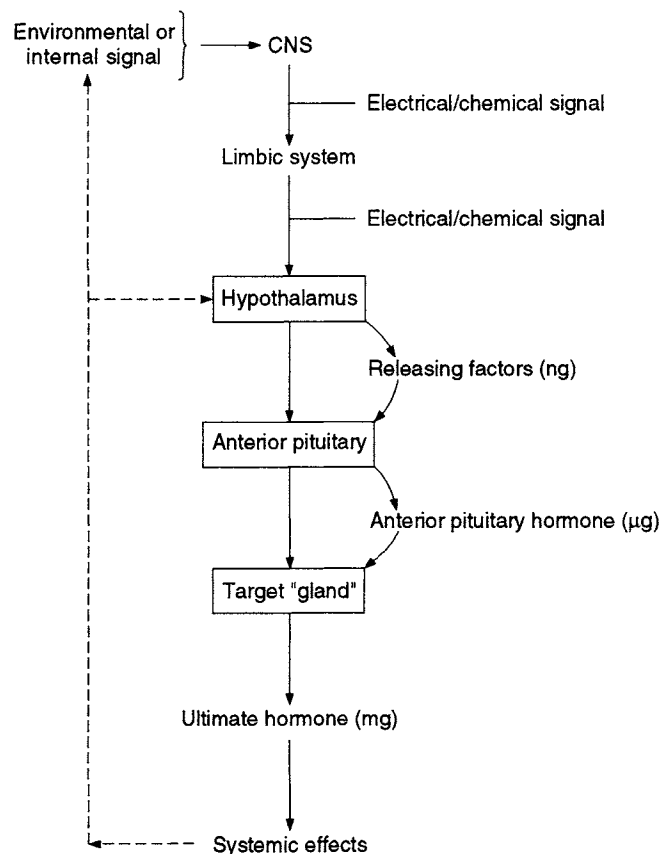 Environmental or
internal signal
CNS
Electrical/chemical signal
Limbic system
Electrical/chemical signal
Hypothalamus
Releasing factors (ng)
Anterior pituitary
Anterior pituitary hormone (μg)
Target "gland"
Ultimate hormone (mg)
Systemic effects